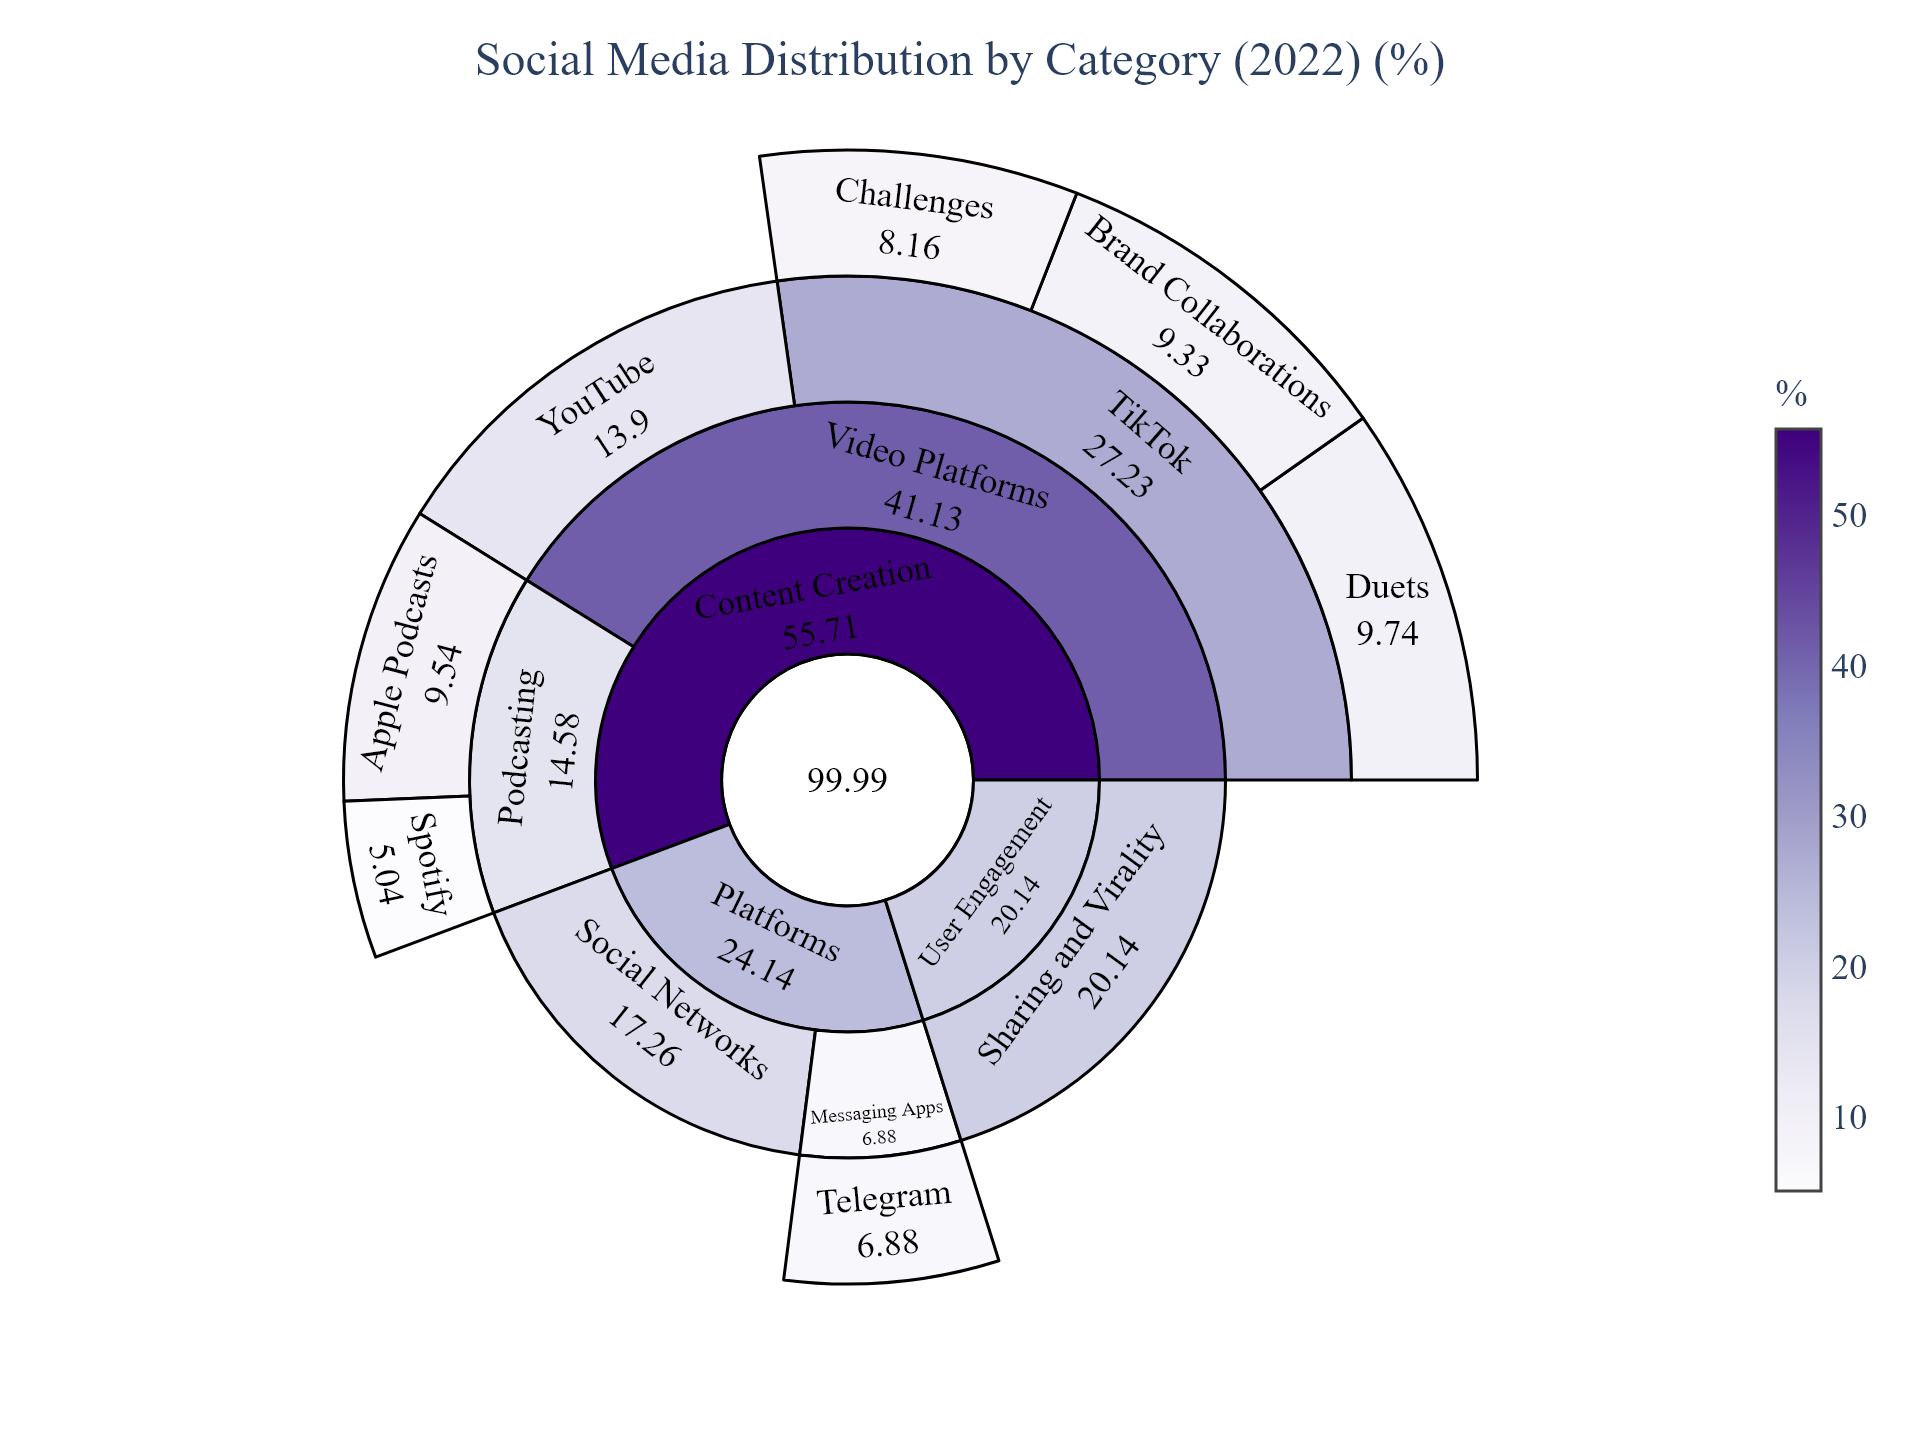 Social Media Distribution by Category (2022) (%)
Challenges
8.16
Brand Collaborations
9.33
Duets
9.74
TikTok
27.23
YouTube
13.9
Video Platforms
41.13
Content Creation
55.71
Apple Podcasts
9.54
Podcasting
14.58
Spotify
5.04
99.99
Platforms
24.14
User Engagement
20.14
Sharing and Virality
20.14
Social Networks
17.26
Messaging Apps
6.88
Telegram
6.88
%
50
40
30
20
10